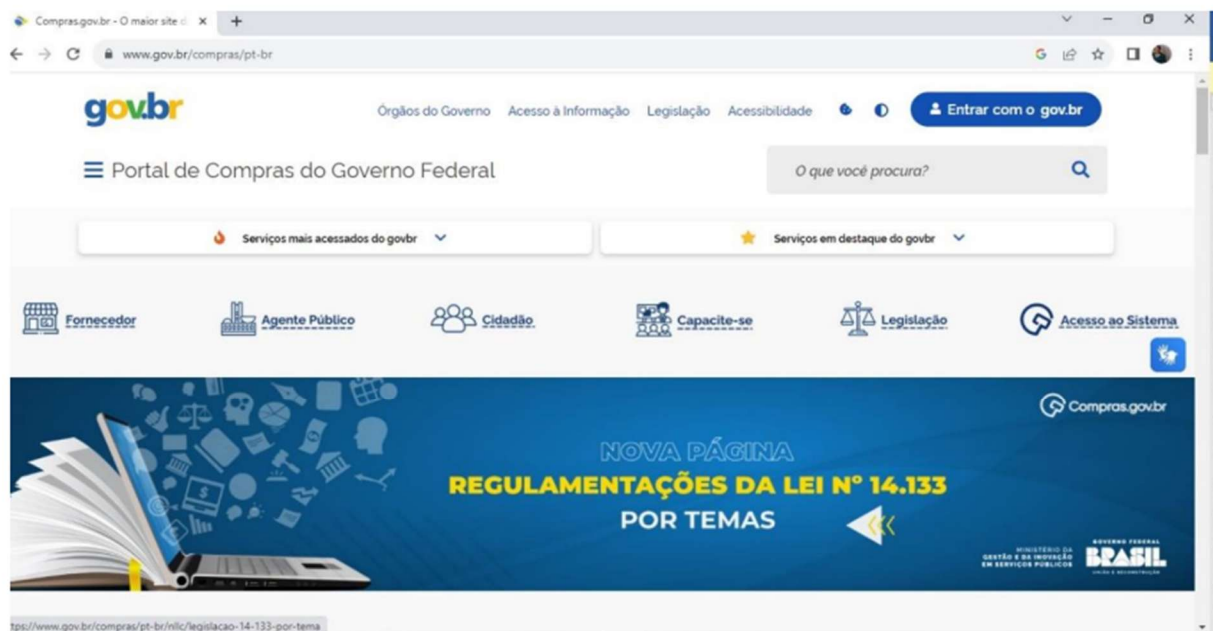 Compras.gov.br - O maior site d
www.gov.br/compras/pt-br
gov.br
Órgãos do Governo Acesso à Informação Legislação Acessibilidade Entrar com o gov.br
Portal de Compras do Governo Federal O que você procura?
Serviços mais acessados do govbr Serviços em destaque do govbr
Fornecedor Agente Público Cidadão Capacite-se Legislação Acesso ao Sistema
Compras.gov.br
NOVA PÁGINA
REGULAMENTAÇÕES DA LEI Nº 14.133
POR TEMAS
MINISTÉRIO DA
GESTÃO E DA INOVAÇÃO
EM SERVIÇOS PÚBLICOS
GOVERNO FEDERAL
BRASIL
UNIÃO E RECONSTRUÇÃO
tps://www.gov.br/compras/pt-br/nllc/legislacao-14-133-por-tema